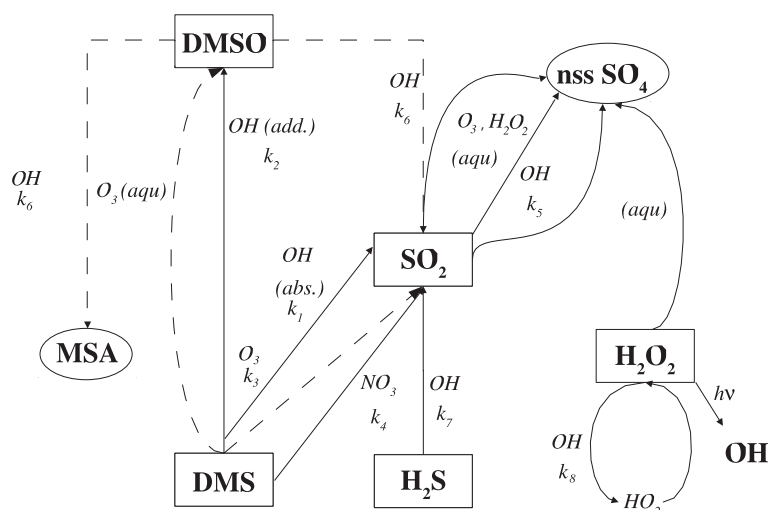 DMSO
nss SO₄
OH
k₆
O₃ , H₂O₂
(aqu)
OH (add.)
k₂
OH
k₅
OH
k₆
O₃ (aqu)
(aqu)
OH
(abs.)
k₁
SO₂
MSA
O₃
k₃
H₂O₂
NO₃
k₄
OH
k₇
hν
OH
k₈
OH
DMS
H₂S
HO₂